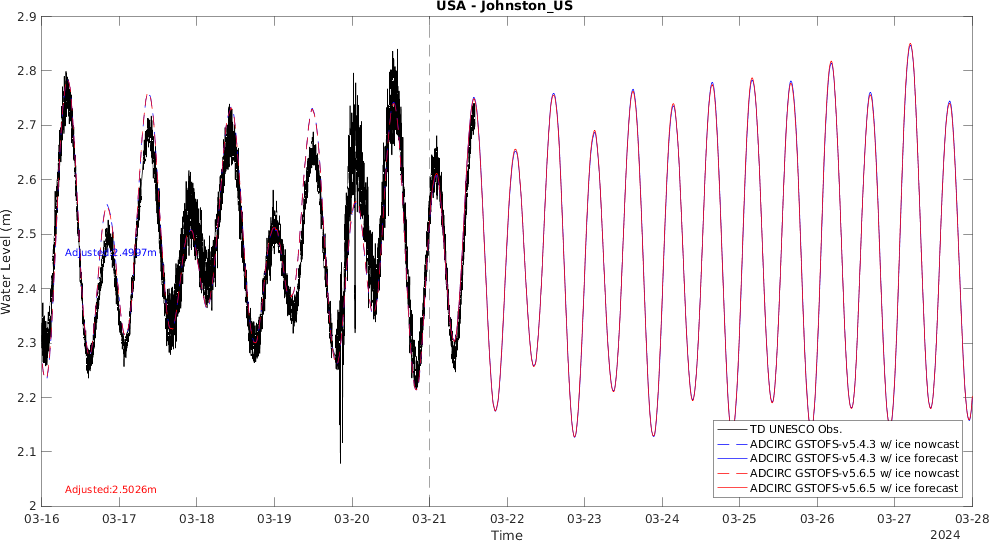 USA - Johnston_US
2.9
2.8
2.7
2.6
2.5
2.4
2.3
2.2
2.1
2
Water Level (m)
Adjusted:2.4997m
Adjusted:2.5026m
TD UNESCO Obs.
ADCIRC GSTOFS-v5.4.3 w/ ice nowcast
ADCIRC GSTOFS-v5.4.3 w/ ice forecast
ADCIRC GSTOFS-v5.6.5 w/ ice nowcast
ADCIRC GSTOFS-v5.6.5 w/ ice forecast
03-16 03-17 03-18 03-19 03-20 03-21 03-22 03-23 03-24 03-25 03-26 03-27 03-28
Time
2024